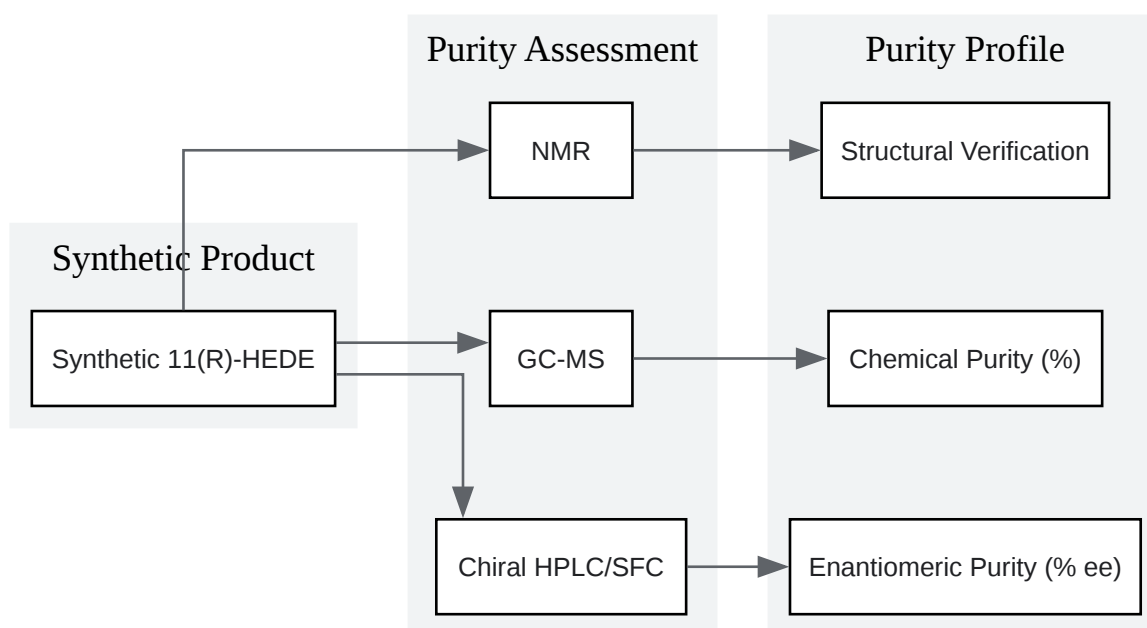 Purity Assessment
Purity Profile
NMR
Structural Verification
Synthetic Product
Synthetic 11(R)-HEDE
GC-MS
Chemical Purity (%)
Chiral HPLC/SFC
Enantiomeric Purity (% ee)